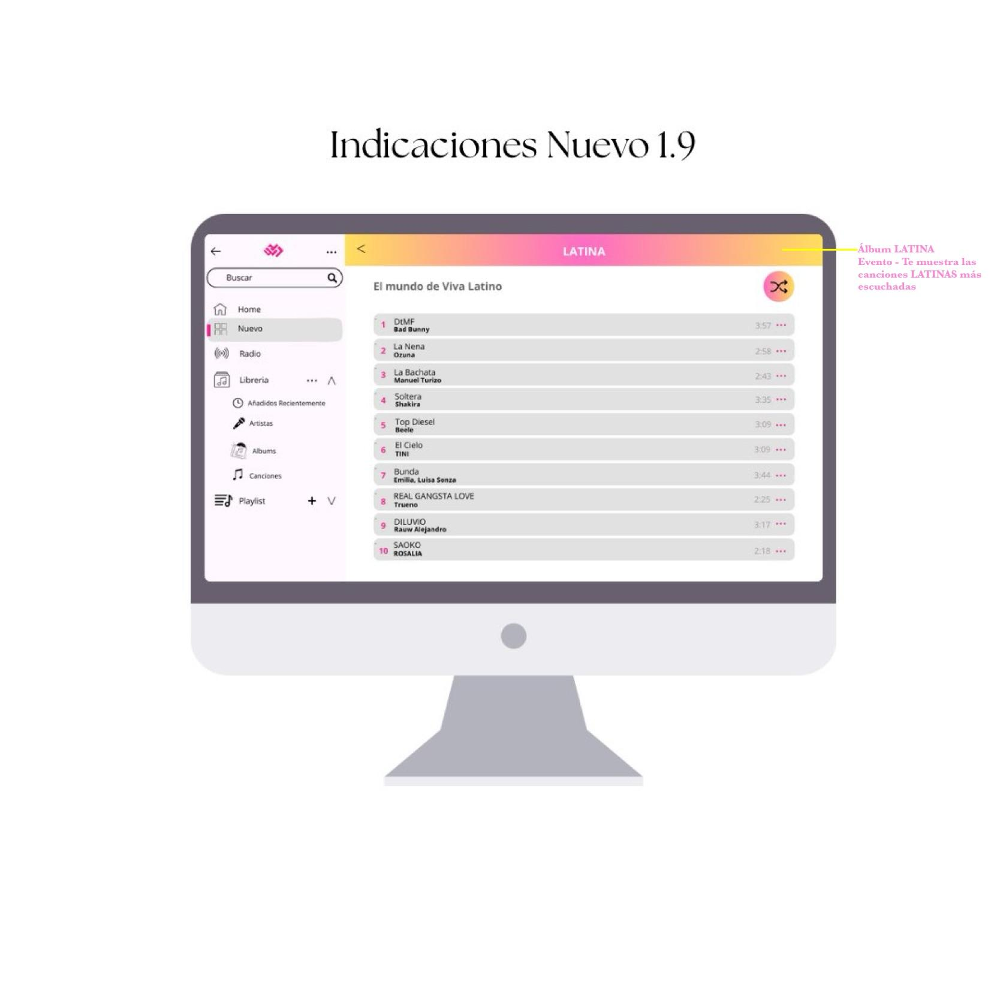 Indicaciones Nuevo 1.9
Buscar
Home
Nuevo
Radio
Libreria
Añadidos Recientemente
Artistas
Albums
Canciones
Playlist
LATINA
El mundo de Viva Latino
1 DtMF 3:57
Bad Bunny
2 La Nena 2:58
Ozuna
3 La Bachata 2:43
Manuel Turizo
4 Soltera 3:35
Shakira
5 Top Diesel 3:09
Beele
6 El Cielo 3:09
TINI
7 Bunda 3:44
Emilia, Luisa Sonza
8 REAL GANGSTA LOVE 2:25
Trueno
9 DILUVIO 3:17
Rauw Alejandro
10 SAOKO 2:18
ROSALIA
Álbum LATINA
Evento - Te muestra las
canciones LATINAS más
escuchadas